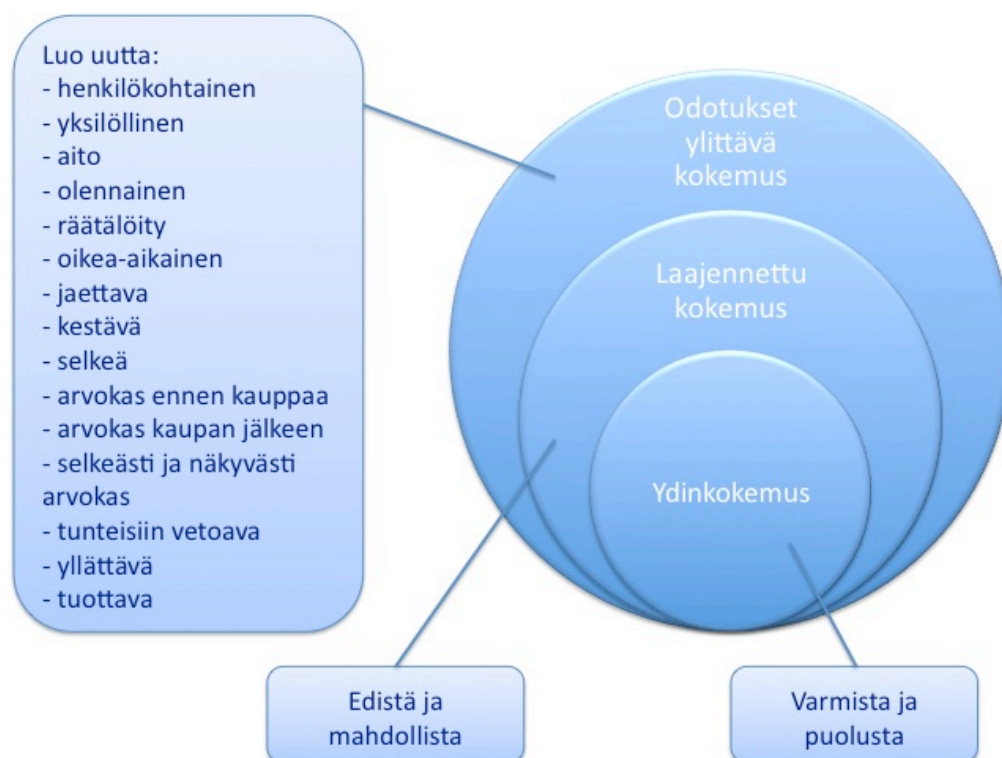 Luo uutta:
- henkilökohtainen
- yksilöllinen
- aito
- olennainen
- räätälöity
- oikea-aikainen
- jaettava
- kestävä
- selkeä
- arvokas ennen kauppaa
- arvokas kaupan jälkeen
- selkeästi ja näkyvästi
arvokas
- tunteisiin vetoava
- yllättävä
- tuottava
Odotukset
ylittävä
kokemus
Laajennettu
kokemus
Ydinkokemus
Edistä ja
mahdollista
Varmista ja
puolusta